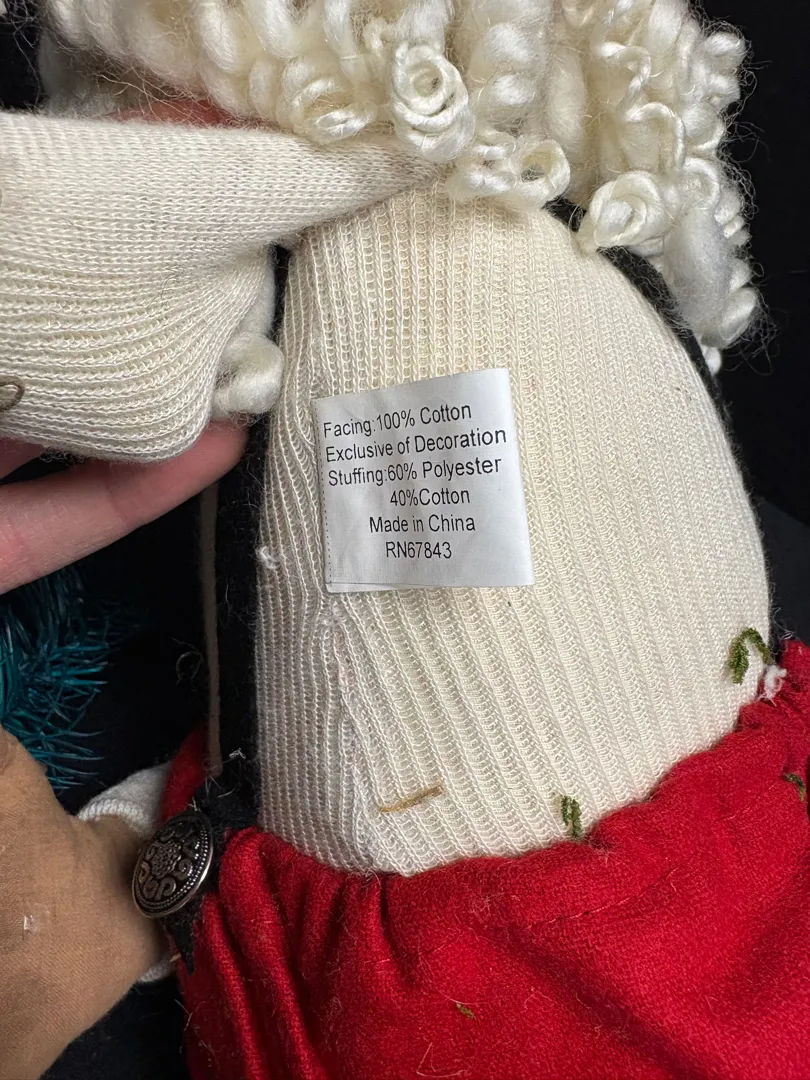 Facing:100% Cotton
Exclusive of Decoration
Stuffing:60% Polyester
40%Cotton
Made in China
RN67843